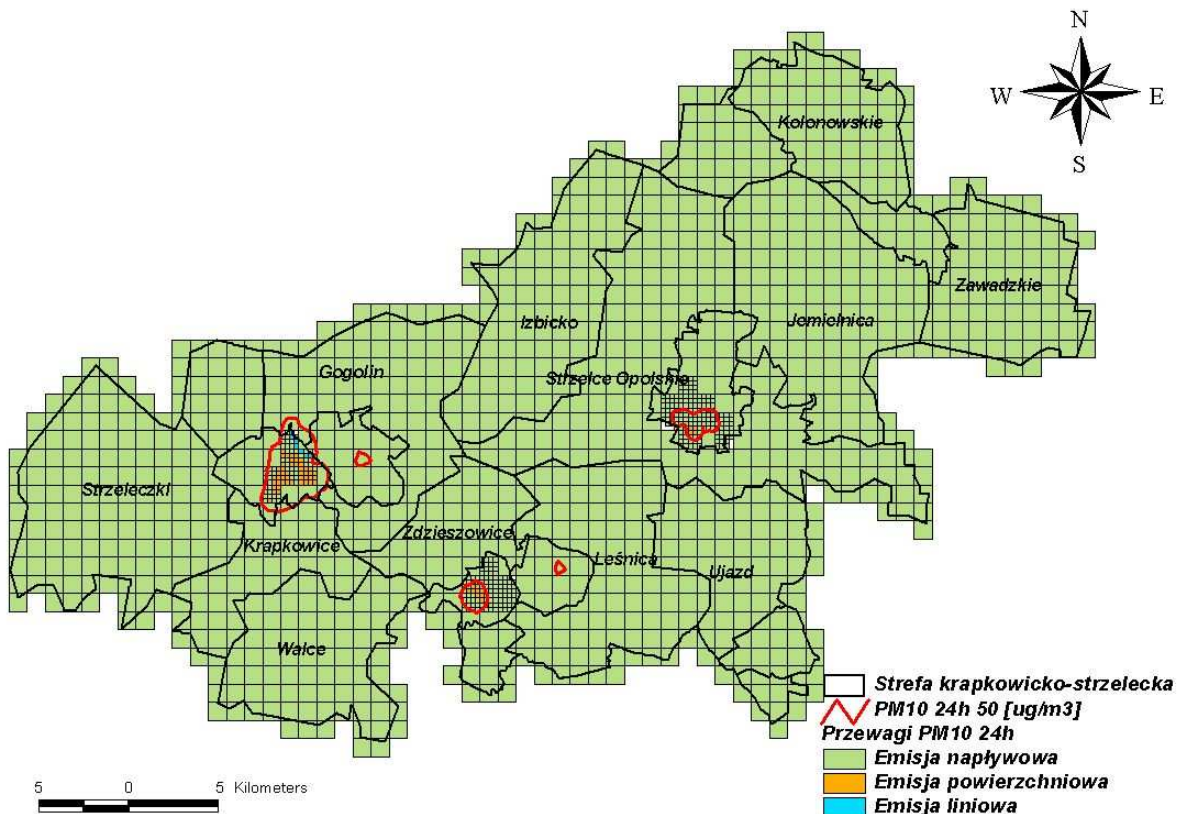 N
W
E
S
Kolonowskie
Zawadzkie
Izbicko
Jemielnica
Gogolin
Strzelce Opolskie
Strzeleczki
Krapkowice
Zdzieszowice
Leśnica
Ujazd
Walce
Strefa krapkowicko-strzelecka
PM10 24h 50 [ug/m3]
Przewagi PM10 24h
Emisja napływowa
Emisja powierzchniowa
Emisja liniowa
5 0 5 Kilometers